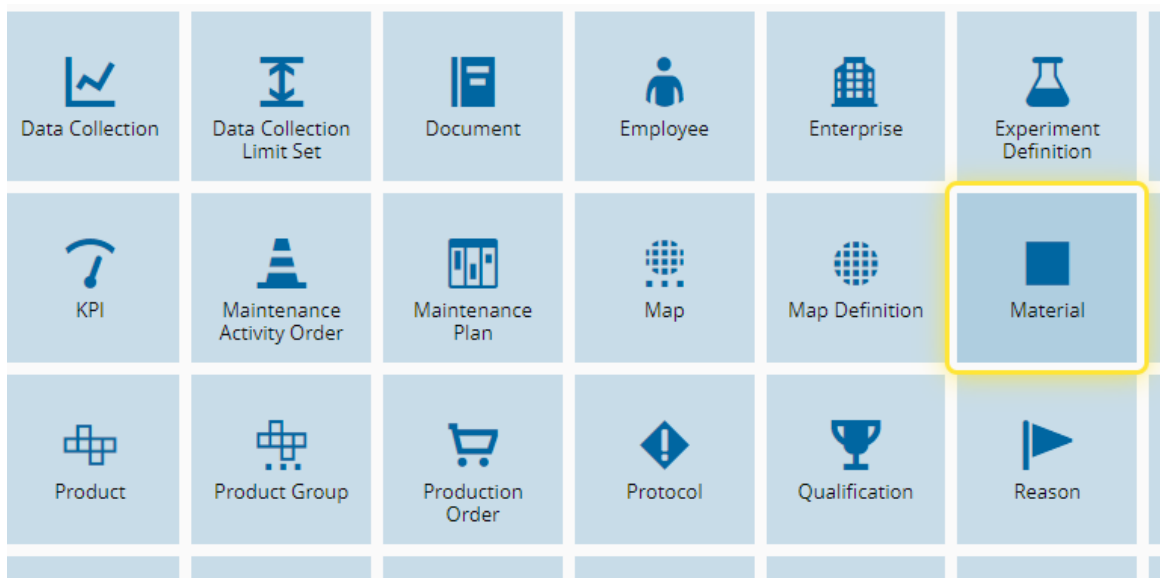 Data Collection
Data Collection
Limit Set
Document
Employee
Enterprise
Experiment
Definition
KPI
Maintenance
Activity Order
Maintenance
Plan
Map
Map Definition
Material
Product
Product Group
Production
Order
Protocol
Qualification
Reason